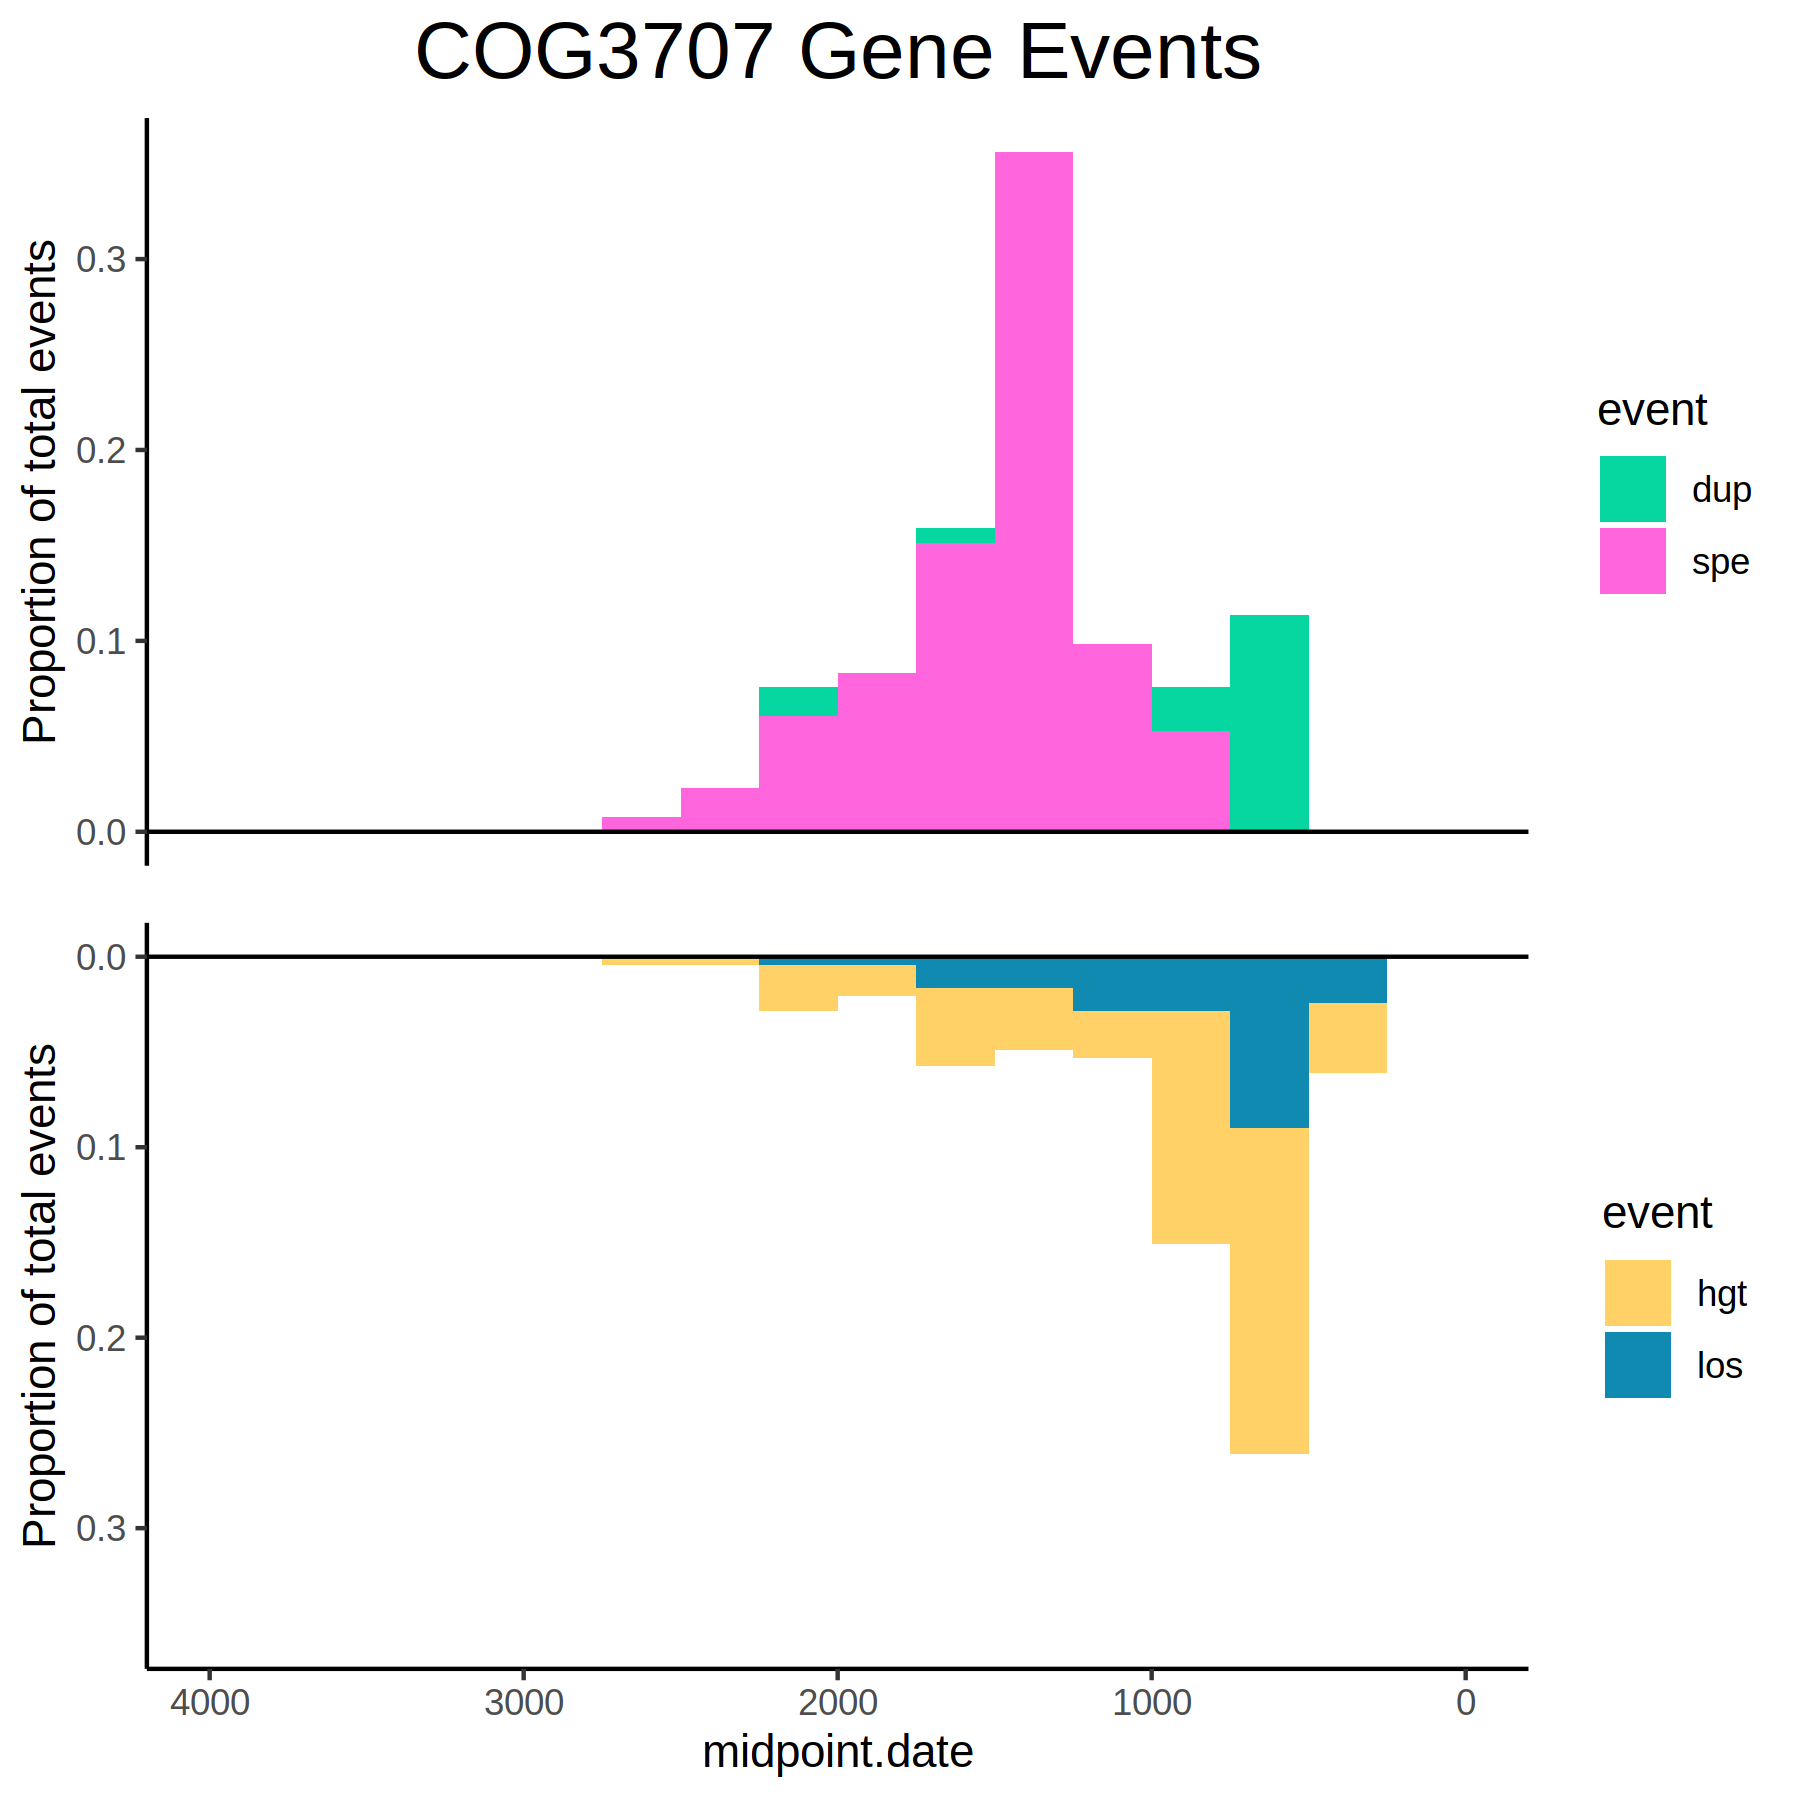 COG3707 Gene Events
Proportion of total events
0.3
0.2
0.1
0.0
event
dup
spe
Proportion of total events
0.0
0.1
0.2
0.3
event
hgt
los
4000 3000 2000 1000 0
midpoint.date